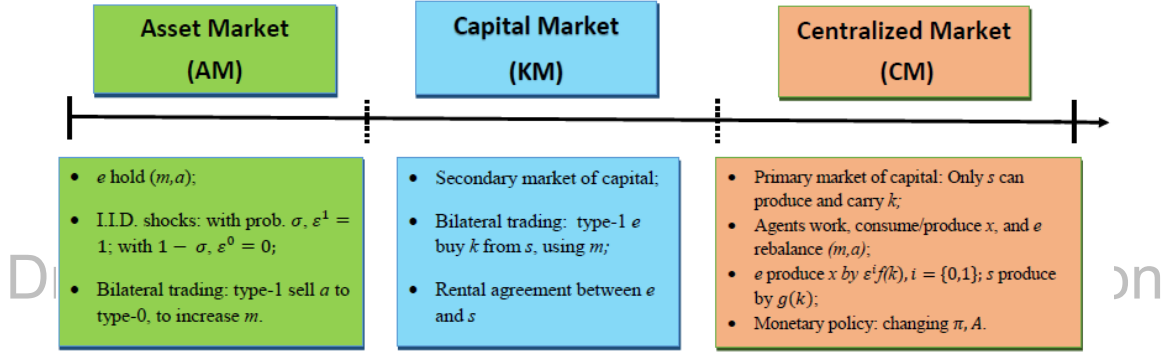 Asset Market
(AM)
Capital Market
(KM)
Centralized Market
(CM)
• e hold (m,a);
• I.I.D. shocks: with prob. σ, ε¹ =
1; with 1 − σ, ε⁰ = 0;
• Bilateral trading: type-1 sell a to
type-0, to increase m.
• Secondary market of capital;
• Bilateral trading: type-1 e
buy k from s, using m;
• Rental agreement between e
and s
• Primary market of capital: Only s can
produce and carry k;
• Agents work, consume/produce x, and e
rebalance (m,a);
• e produce x by εⁱf(k), i = {0,1}; s produce
by g(k);
• Monetary policy: changing π, A.